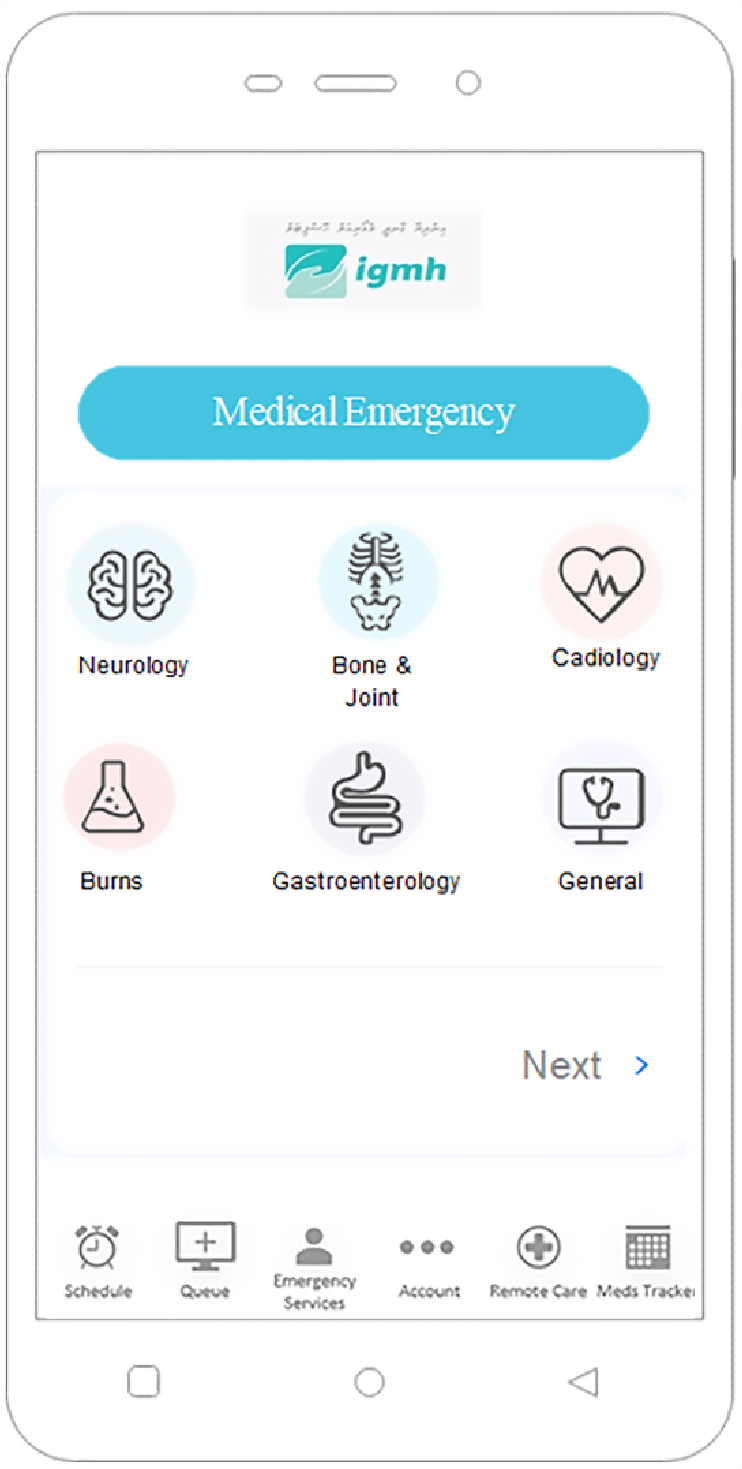 igmh
Medical Emergency
Neurology
Bone &
Joint
Cadiology
Burns
Gastroenterology
General
Next >
Schedule
Queue
Emergency
Services
Account
Remote Care
Meds Tracker